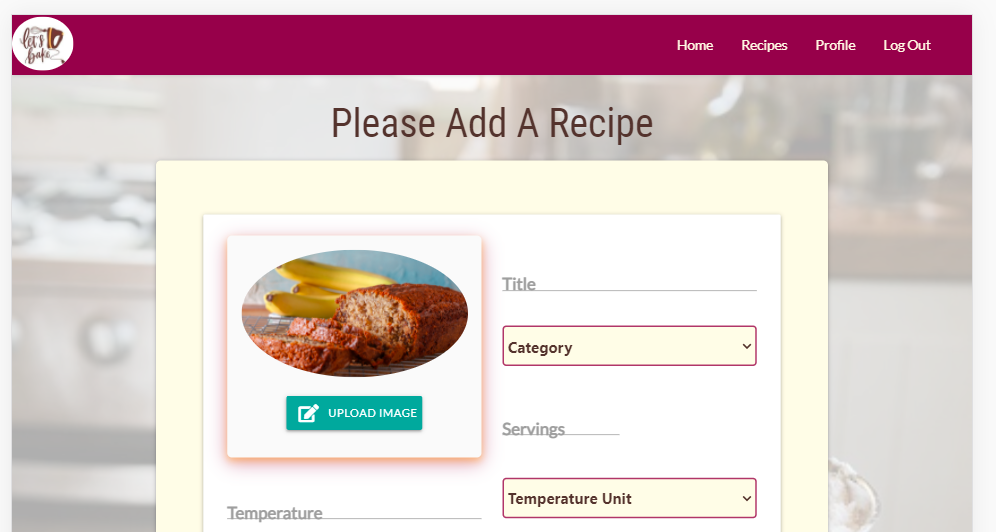 let's
bake
Home Recipes Profile Log Out
Please Add A Recipe
Title
Category
UPLOAD IMAGE
Servings
Temperature Unit
Temperature